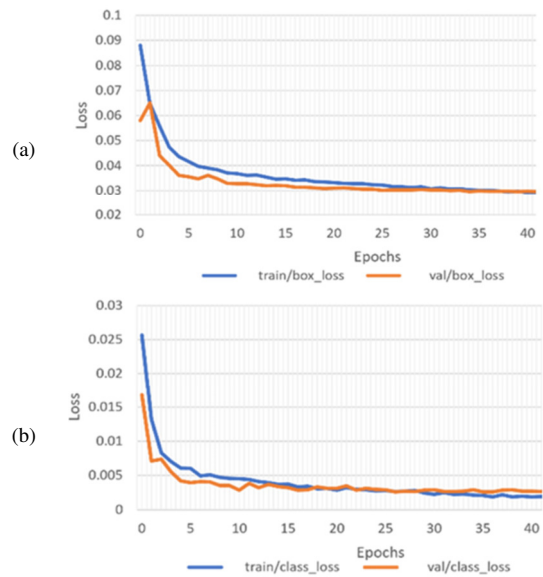 (a)
Loss
0.1
0.09
0.08
0.07
0.06
0.05
0.04
0.03
0.02
0 5 10 15 20 25 30 35 40
Epochs
train/box_loss val/box_loss
(b)
Loss
0.03
0.025
0.02
0.015
0.01
0.005
0
0 5 10 15 20 25 30 35 40
Epochs
train/class_loss val/class_loss